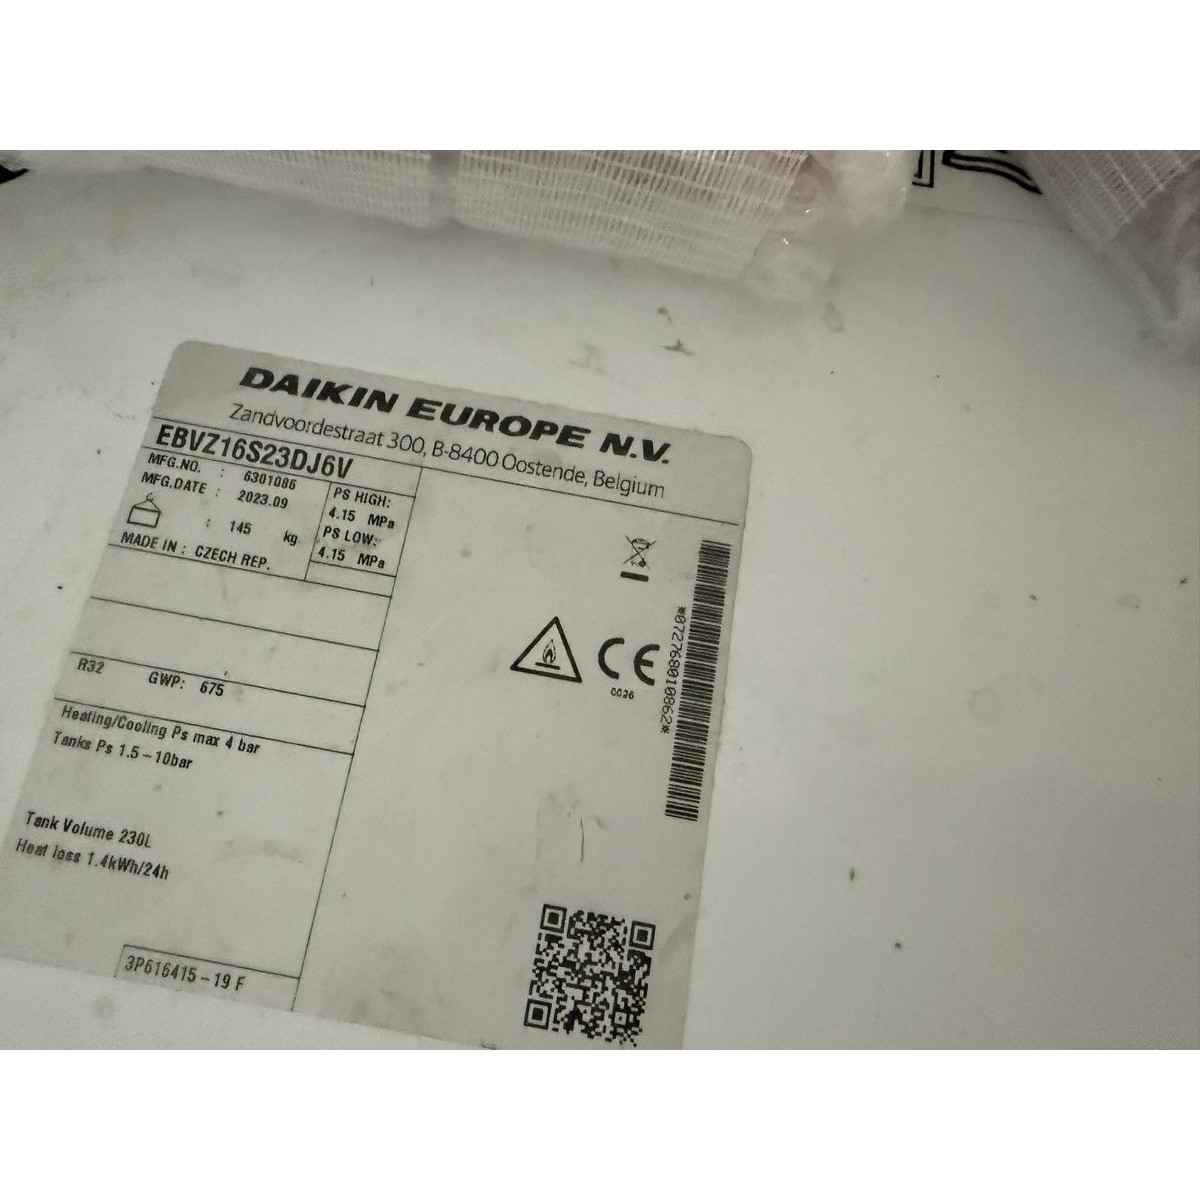 DAIKIN EUROPE N.V.
Zandvoordestraat 300, B-8400 Oostende, Belgium
EBVZ16S23DJ6V
MFG.NO. : 6301086
MFG.DATE : 2023.09
: 145 kg
MADE IN : CZECH REP.
PS HIGH:
4.15 MPa
PS LOW:
4.15 MPa
R32 GWP: 675
Heating/Cooling Ps max 4 bar
Tanks Ps 1.5-10bar
Tank Volume 230L
Heat loss 1.4kWh/24h
3P616415-19 F
CE
0026
*072768010862*